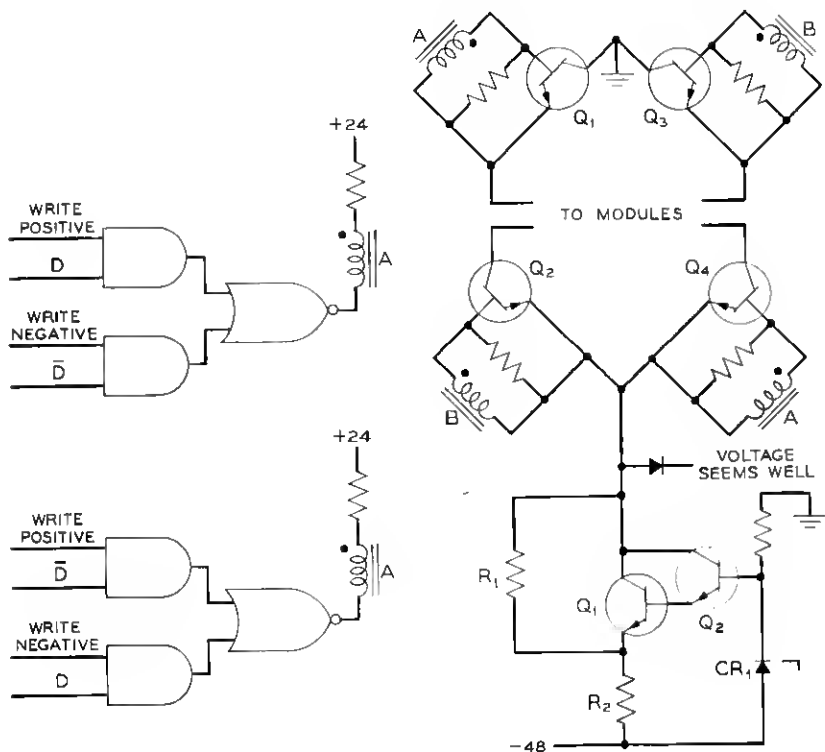 +24
WRITE
POSITIVE
D
WRITE
NEGATIVE
D̅
A
+24
WRITE
POSITIVE
D̅
WRITE
NEGATIVE
D
A
A
B
Q1
Q3
TO MODULES
Q2
Q4
B
A
VOLTAGE
SEEMS WELL
R1
Q1
Q2
R2
CR1
-48